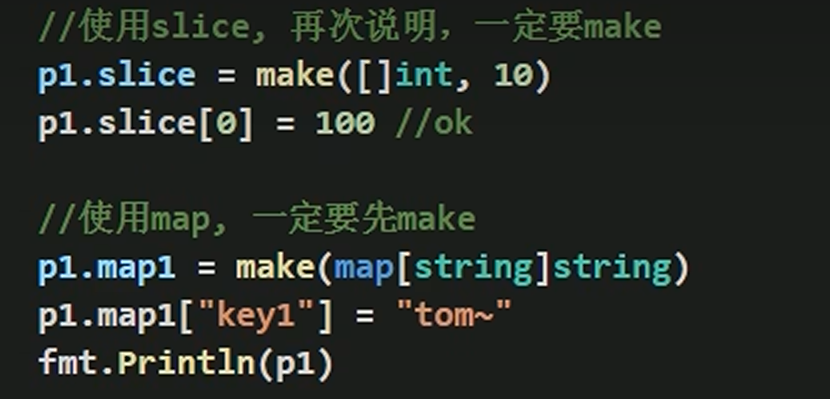 //使用slice, 再次说明，一定要make
p1.slice = make([]int, 10)
p1.slice[0] = 100 //ok
//使用map, 一定要先make
p1.map1 = make(map[string]string)
p1.map1["key1"] = "tom~"
fmt.Println(p1)